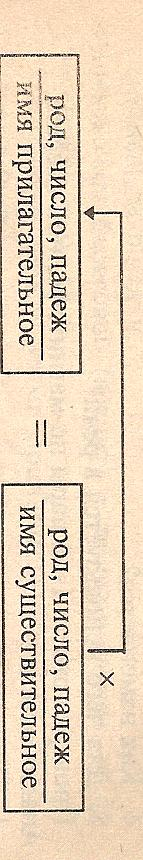 ×
род, число, падеж
имя прилагательное
=
род, число, падеж
имя существительное